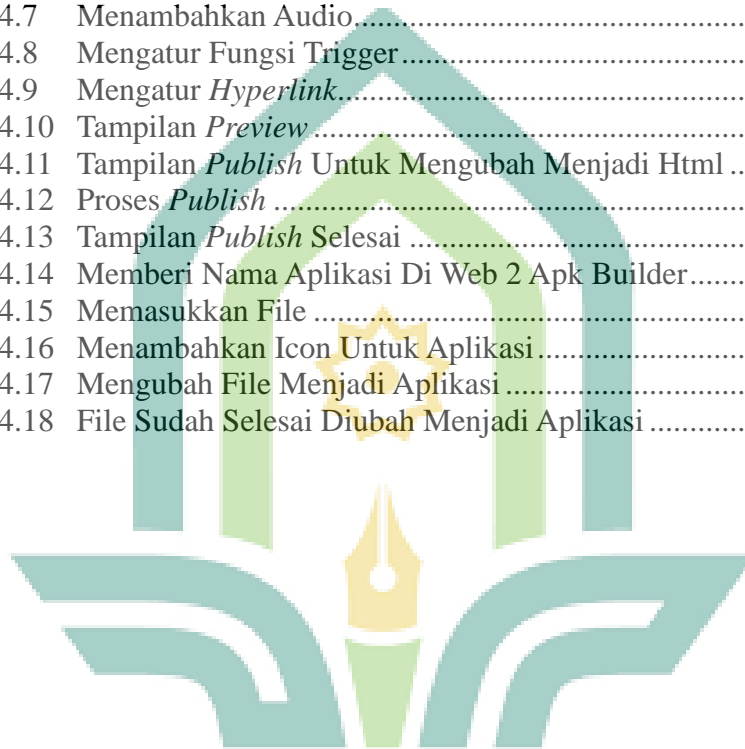 4.7 Menambahkan Audio.......................................................
4.8 Mengatur Fungsi Trigger................................................
4.9 Mengatur Hyperlink.........................................................
4.10 Tampilan Preview...........................................................
4.11 Tampilan Publish Untuk Mengubah Menjadi Html ..
4.12 Proses Publish ................................................................
4.13 Tampilan Publish Selesai ..............................................
4.14 Memberi Nama Aplikasi Di Web 2 Apk Builder.......
4.15 Memasukkan File ..........................................................
4.16 Menambahkan Icon Untuk Aplikasi...........................
4.17 Mengubah File Menjadi Aplikasi ................................
4.18 File Sudah Selesai Diubah Menjadi Aplikasi ............